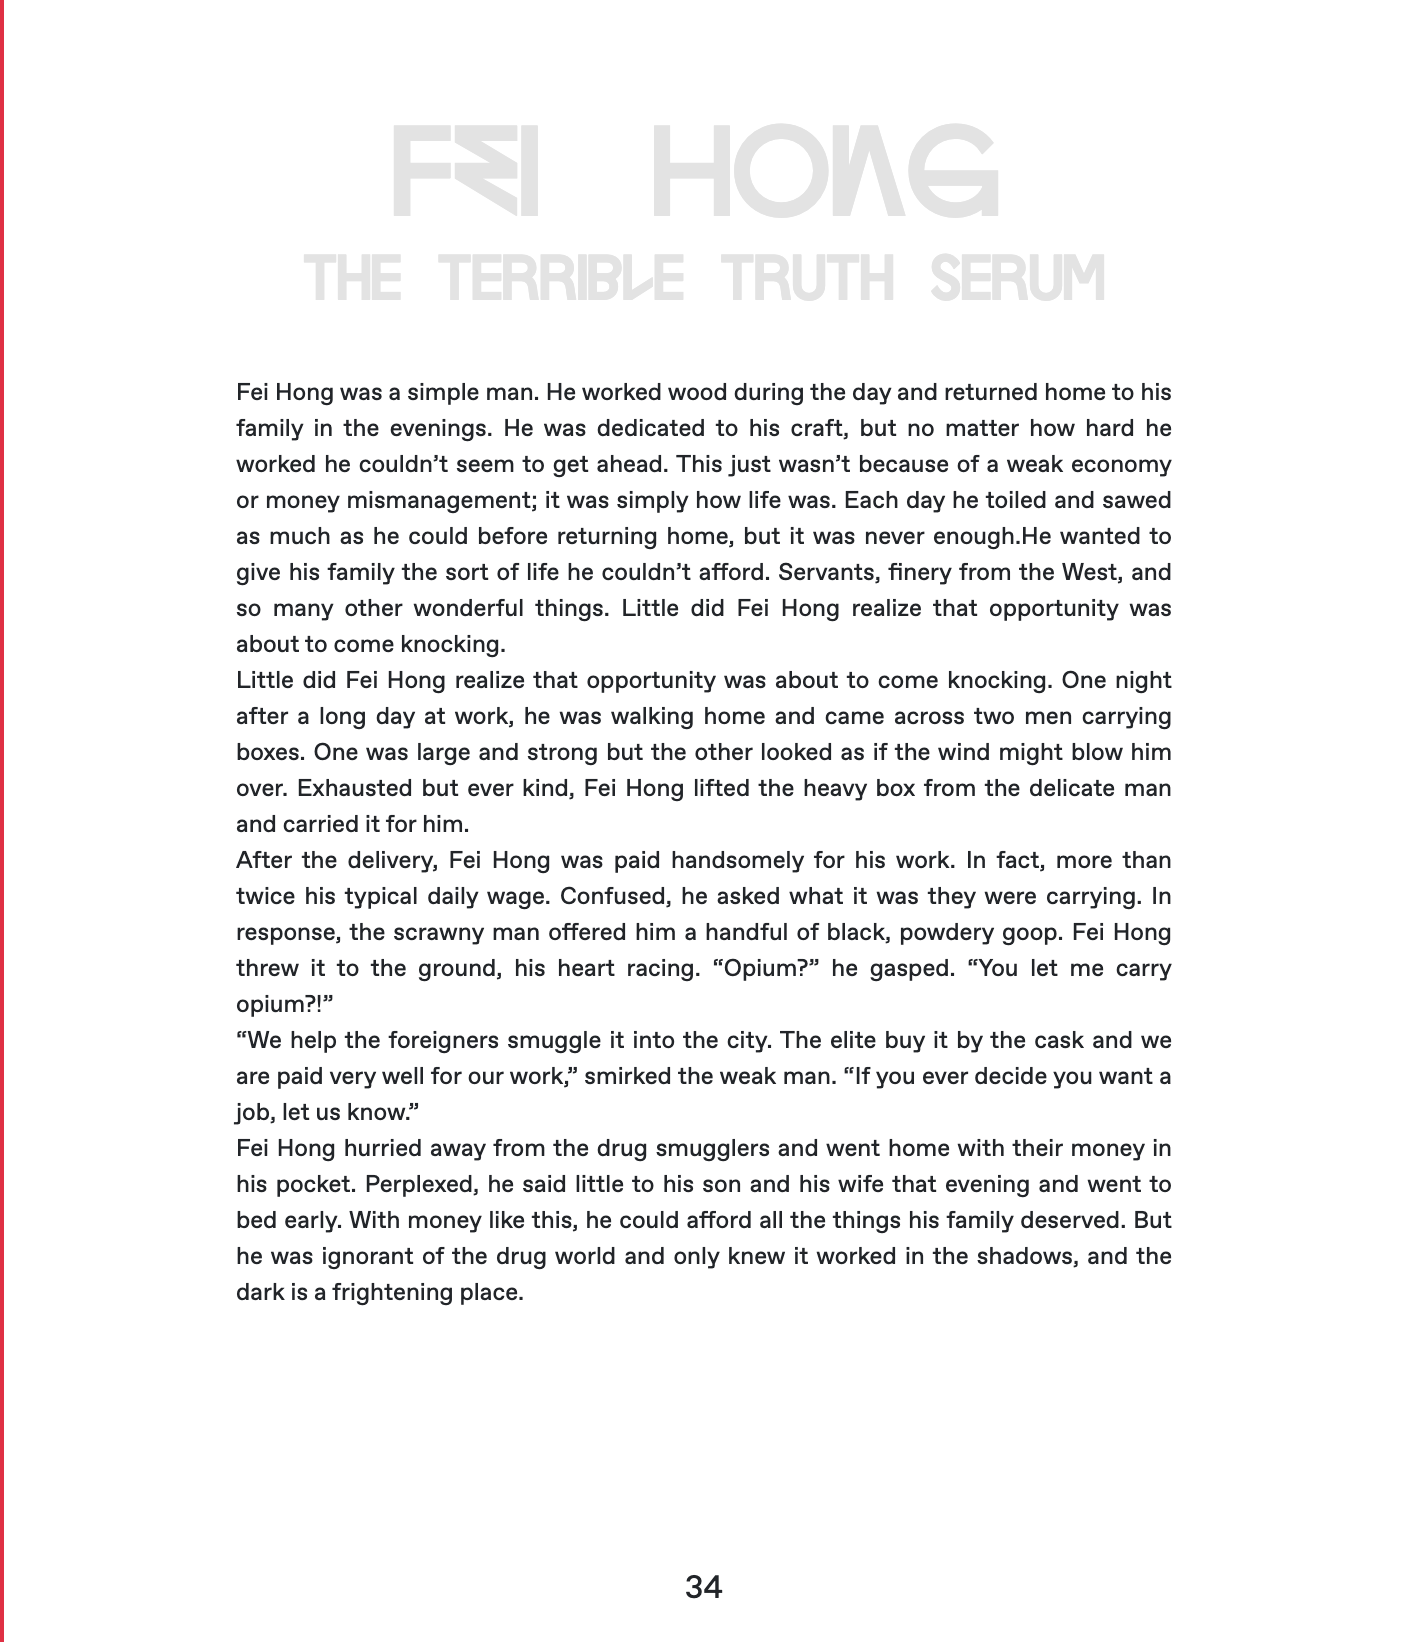 FEI HONG
THE TERRIBLE TRUTH SERUM
Fei Hong was a simple man. He worked wood during the day and returned home to his
family in the evenings. He was dedicated to his craft, but no matter how hard he
worked he couldn’t seem to get ahead. This just wasn’t because of a weak economy
or money mismanagement; it was simply how life was. Each day he toiled and sawed
as much as he could before returning home, but it was never enough.He wanted to
give his family the sort of life he couldn’t afford. Servants, finery from the West, and
so many other wonderful things. Little did Fei Hong realize that opportunity was
about to come knocking.
Little did Fei Hong realize that opportunity was about to come knocking. One night
after a long day at work, he was walking home and came across two men carrying
boxes. One was large and strong but the other looked as if the wind might blow him
over. Exhausted but ever kind, Fei Hong lifted the heavy box from the delicate man
and carried it for him.
After the delivery, Fei Hong was paid handsomely for his work. In fact, more than
twice his typical daily wage. Confused, he asked what it was they were carrying. In
response, the scrawny man offered him a handful of black, powdery goop. Fei Hong
threw it to the ground, his heart racing. “Opium?” he gasped. “You let me carry
opium?!”
“We help the foreigners smuggle it into the city. The elite buy it by the cask and we
are paid very well for our work,” smirked the weak man. “If you ever decide you want a
job, let us know.”
Fei Hong hurried away from the drug smugglers and went home with their money in
his pocket. Perplexed, he said little to his son and his wife that evening and went to
bed early. With money like this, he could afford all the things his family deserved. But
he was ignorant of the drug world and only knew it worked in the shadows, and the
dark is a frightening place.
34